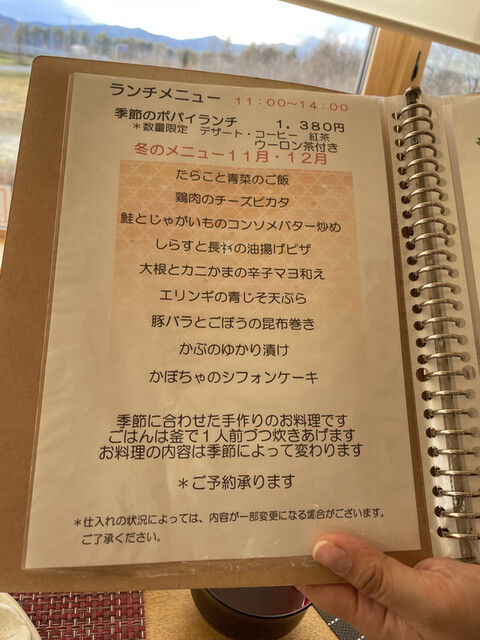 ランチメニュー 11:00～14:00
季節のポパイランチ 1,380円
＊数量限定 デザート・コーヒー 紅茶
ウーロン茶付き
冬のメニュー11月・12月
たらこと青菜のご飯
鶏肉のチーズピカタ
鮭とじゃがいものコンソメバター炒め
しらすと長葱の油揚げピザ
大根とカニかまの辛子マヨ和え
エリンギの青じそ天ぷら
豚バラとごぼうの昆布巻き
かぶのゆかり漬け
かぼちゃのシフォンケーキ
季節に合わせた手作りのお料理です
ごはんは釜で1人前づつ炊きあげます
お料理の内容は季節によって変わります
＊ご予約承ります
＊仕入れの状況によっては、内容が一部変更になる場合がございます。
ご了承ください。